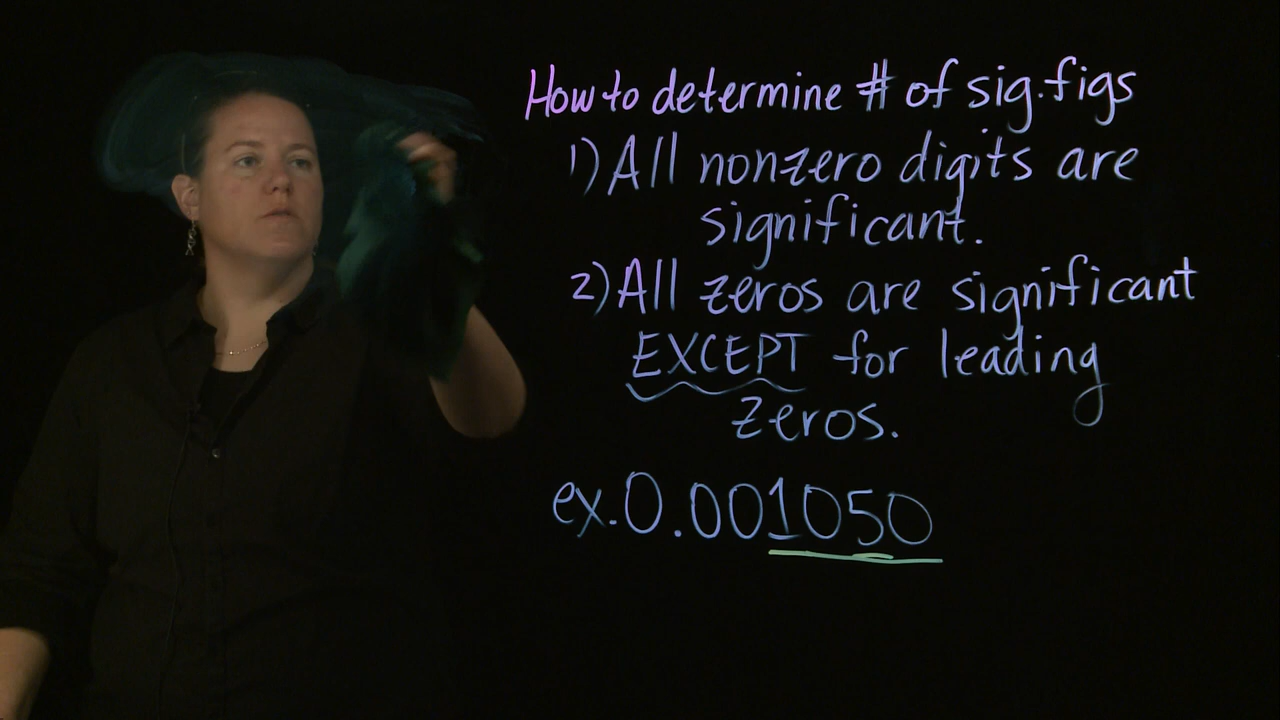 How to determine # of sig.figs
1) All nonzero digits are
significant.
2) All zeros are significant
EXCEPT for leading
zeros.
ex. 0.001050